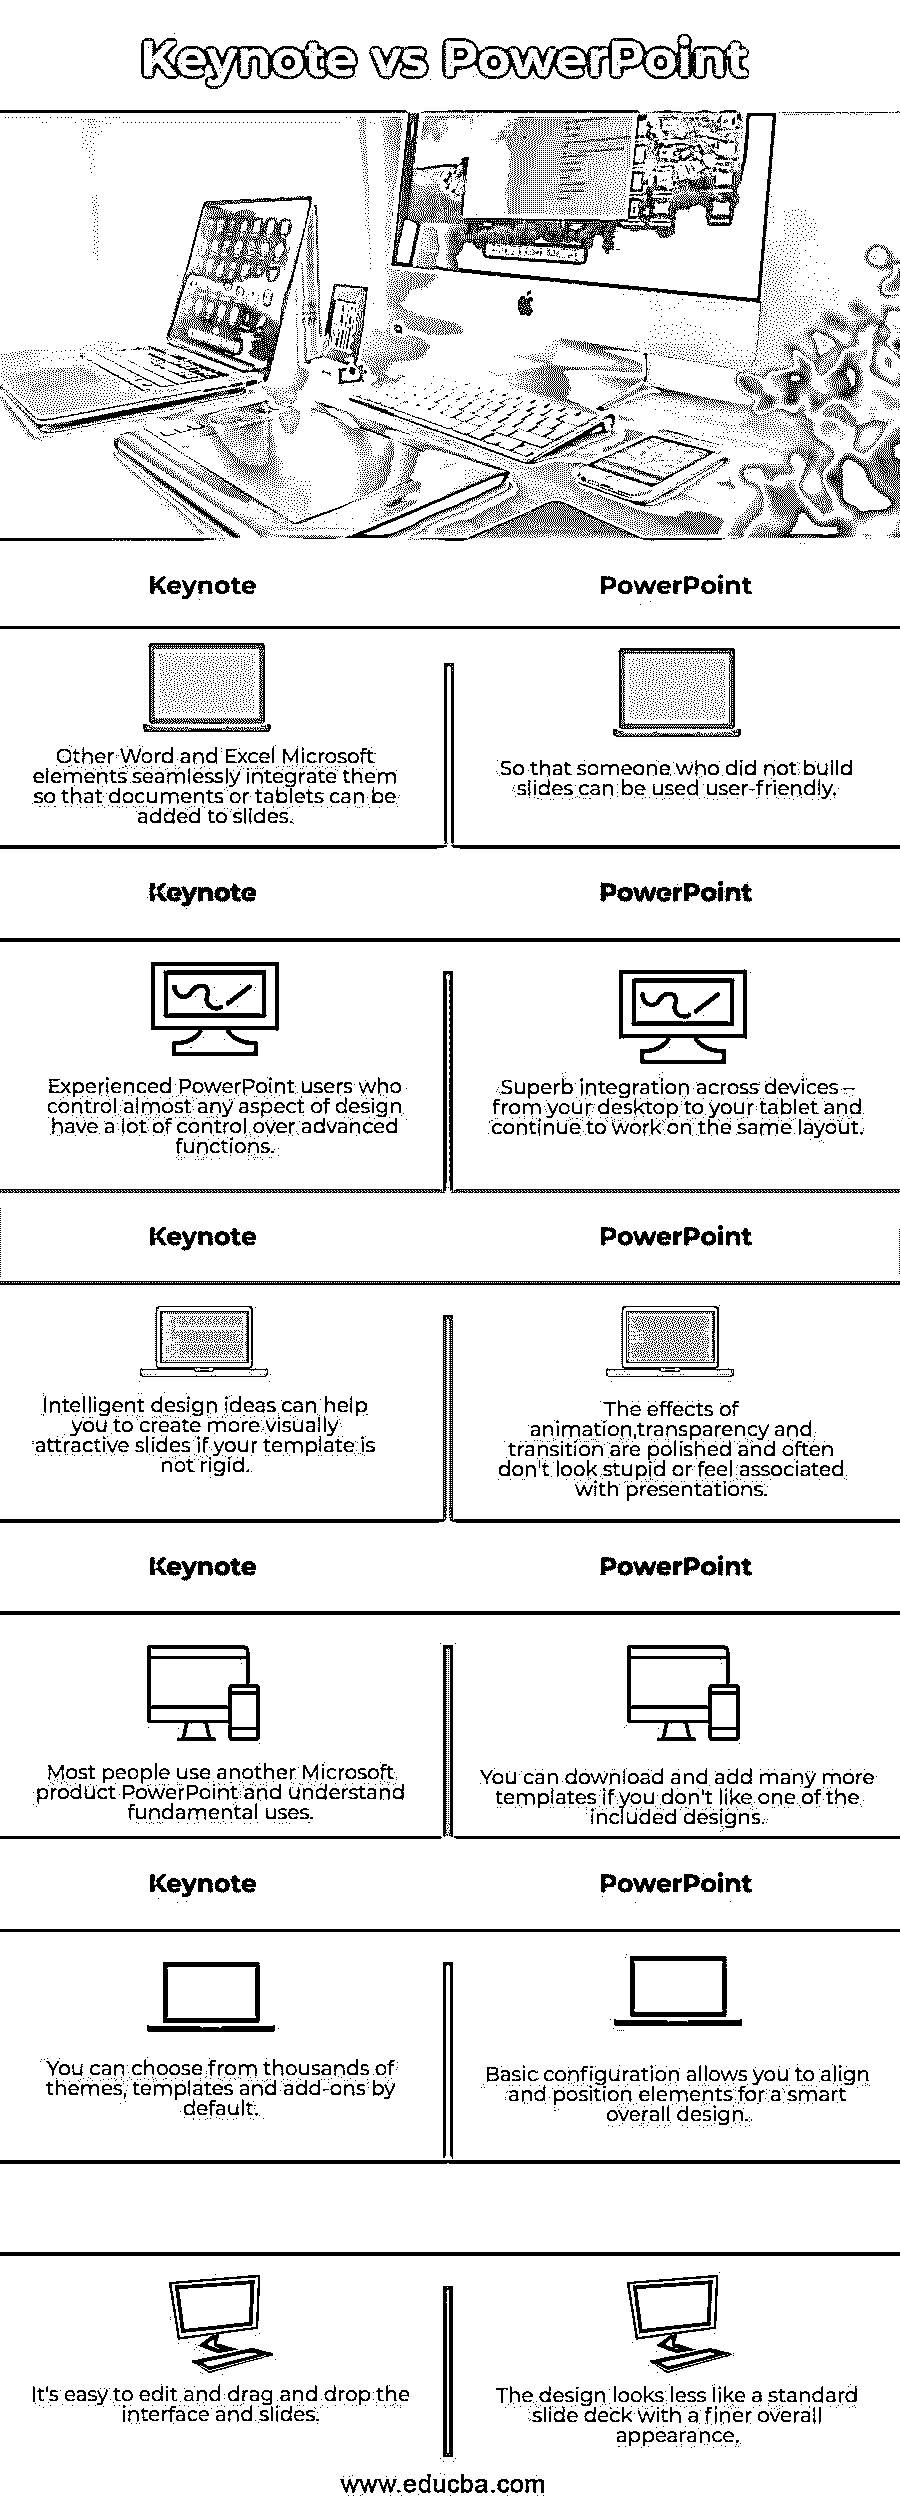 Keynote vs PowerPoint
Keynote
PowerPoint
Other Word and Excel Microsoft
elements seamlessly integrate them
so that documents or tablets can be
added to slides.
So that someone who did not build
slides can be used user-friendly.
Keynote
PowerPoint
Experienced PowerPoint users who
control almost any aspect of design
have a lot of control over advanced
functions.
Superb integration across devices –
from your desktop to your tablet and
continue to work on the same layout.
Keynote
PowerPoint
Intelligent design ideas can help
you to create more visually
attractive slides if your template is
not rigid.
The effects of
animation,transparency and
transition are polished and often
don't look stupid or feel associated
with presentations.
Keynote
PowerPoint
Most people use another Microsoft
product PowerPoint and understand
fundamental uses.
You can download and add many more
templates if you don't like one of the
included designs.
Keynote
PowerPoint
You can choose from thousands of
themes, templates and add-ons by
default.
Basic configuration allows you to align
and position elements for a smart
overall design.
It's easy to edit and drag and drop the
interface and slides.
The design looks less like a standard
slide deck with a finer overall
appearance.
www.educba.com